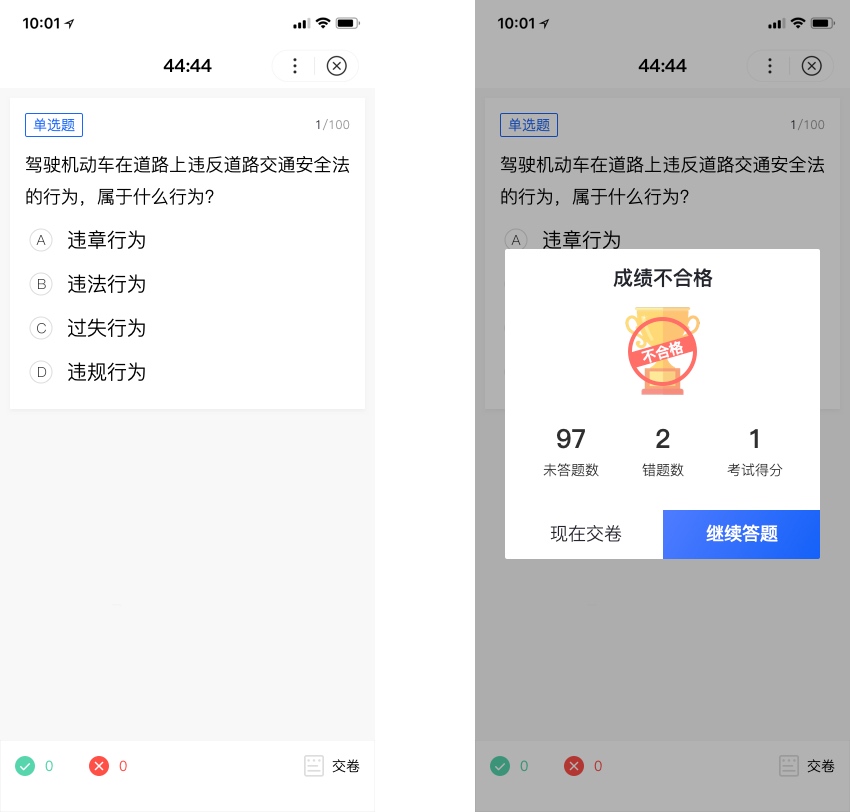 10:01
44:44
单选题
1/100
驾驶机动车在道路上违反道路交通安全法
的行为，属于什么行为？
A 违章行为
B 违法行为
C 过失行为
D 违规行为
0
0
交卷
10:01
44:44
单选题
1/100
驾驶机动车在道路上违反道路交通安全法
的行为，属于什么行为？
A 违章行为
成绩不合格
不合格
97
2
1
未答题数
错题数
考试得分
现在交卷
继续答题
0
0
交卷